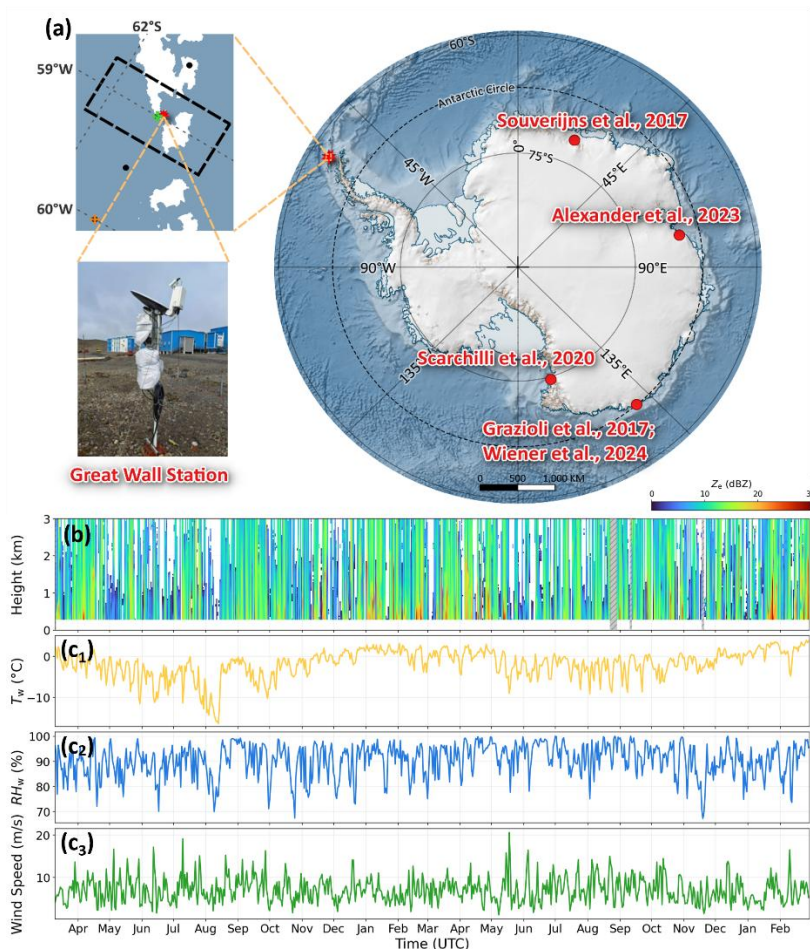 (a)
62°S
59°W
60°W
Great Wall Station
60°S
Antarctic Circle
Souverijns et al., 2017
0°
75°S
45°W
45°E
Alexander et al., 2023
90°W
90°E
Scarchilli et al., 2020
135°
135°E
Grazioli et al., 2017;
Wiener et al., 2024
0 500 1,000 KM
Ze (dBZ)
0 10 20 30
(b)
Height (km)
3
2
1
0
(c1)
Tw (°C)
0
−10
(c2)
RHw (%)
100
90
80
70
(c3)
Wind Speed (m/s)
20
10
Apr May Jun Jul Aug Sep Oct Nov Dec Jan Feb Mar Apr May Jun Jul Aug Sep Oct Nov Dec Jan Feb
Time (UTC)